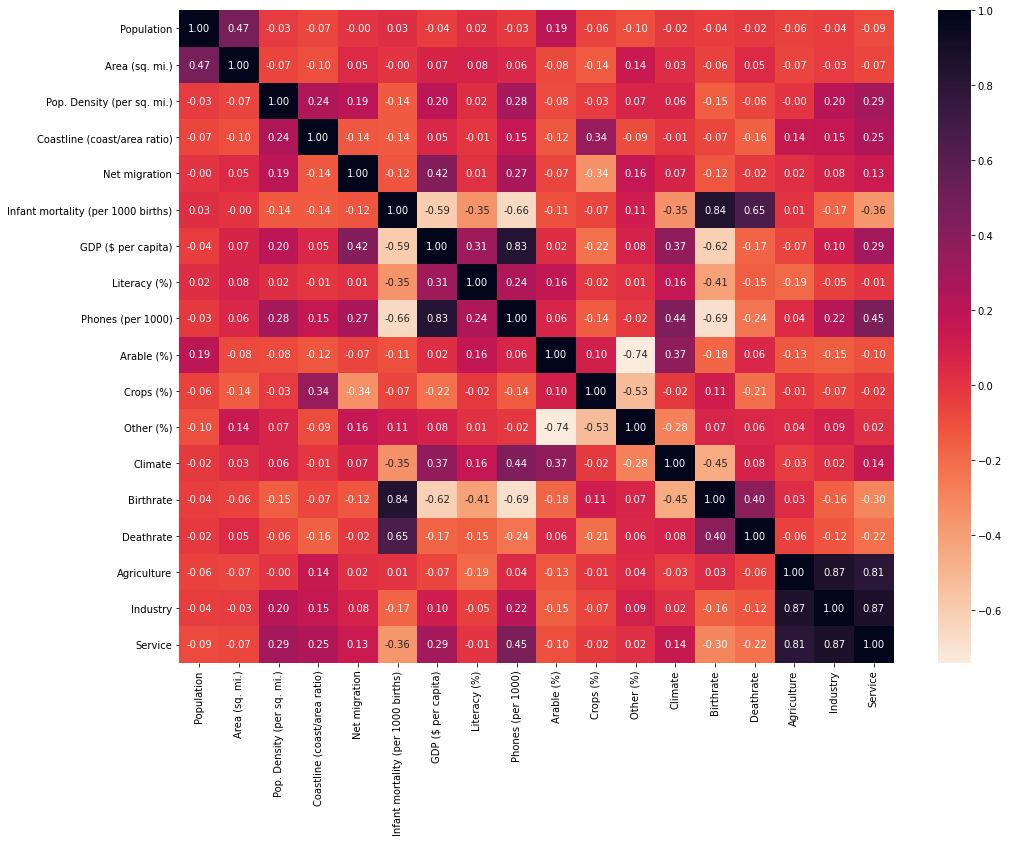 Population 1.00 0.47 -0.03 -0.07 -0.00 0.03 -0.04 0.02 -0.03 0.19 -0.06 -0.10 -0.02 -0.04 -0.02 -0.06 -0.04 -0.09
Area (sq. mi.) 0.47 1.00 -0.07 -0.10 0.05 -0.00 0.07 0.08 0.06 -0.08 -0.14 0.14 0.03 -0.06 0.05 -0.07 -0.03 -0.07
Pop. Density (per sq. mi.) -0.03 -0.07 1.00 0.24 0.19 -0.14 0.20 0.02 0.28 -0.08 -0.03 0.07 0.06 -0.15 -0.06 -0.00 0.20 0.29
Coastline (coast/area ratio) -0.07 -0.10 0.24 1.00 -0.14 -0.14 0.05 -0.01 0.15 -0.12 0.34 -0.09 -0.01 -0.07 -0.16 0.14 0.15 0.25
Net migration -0.00 0.05 0.19 -0.14 1.00 -0.12 0.42 0.01 0.27 -0.07 -0.34 0.16 0.07 -0.12 -0.02 0.02 0.08 0.13
Infant mortality (per 1000 births) 0.03 -0.00 -0.14 -0.14 -0.12 1.00 -0.59 -0.35 -0.66 -0.11 -0.07 0.11 -0.35 0.84 0.65 0.01 -0.17 -0.36
GDP ($ per capita) -0.04 0.07 0.20 0.05 0.42 -0.59 1.00 0.31 0.83 0.02 -0.22 0.08 0.37 -0.62 -0.17 -0.07 0.10 0.29
Literacy (%) 0.02 0.08 0.02 -0.01 0.01 -0.35 0.31 1.00 0.24 0.16 -0.02 0.01 0.16 -0.41 -0.15 -0.19 -0.05 -0.01
Phones (per 1000) -0.03 0.06 0.28 0.15 0.27 -0.66 0.83 0.24 1.00 0.06 -0.14 -0.02 0.44 -0.69 -0.24 0.04 0.22 0.45
Arable (%) 0.19 -0.08 -0.08 -0.12 -0.07 -0.11 0.02 0.16 0.06 1.00 0.10 -0.74 0.37 -0.18 0.06 -0.13 -0.15 -0.10
Crops (%) -0.06 -0.14 -0.03 0.34 -0.34 -0.07 -0.22 -0.02 -0.14 0.10 1.00 -0.53 -0.02 0.11 -0.21 -0.01 -0.07 -0.02
Other (%) -0.10 0.14 0.07 -0.09 0.16 0.11 0.08 0.01 -0.02 -0.74 -0.53 1.00 -0.28 0.07 0.06 0.04 0.09 0.02
Climate -0.02 0.03 0.06 -0.01 0.07 -0.35 0.37 0.16 0.44 0.37 -0.02 -0.28 1.00 -0.45 0.08 -0.03 0.02 0.14
Birthrate -0.04 -0.06 -0.15 -0.07 -0.12 0.84 -0.62 -0.41 -0.69 -0.18 0.11 0.07 -0.45 1.00 0.40 0.03 -0.16 -0.30
Deathrate -0.02 0.05 -0.06 -0.16 -0.02 0.65 -0.17 -0.15 -0.24 0.06 -0.21 0.06 0.08 0.40 1.00 -0.06 -0.12 -0.22
Agriculture -0.06 -0.07 -0.00 0.14 0.02 0.01 -0.07 -0.19 0.04 -0.13 -0.01 0.04 -0.03 0.03 -0.06 1.00 0.87 0.81
Industry -0.04 -0.03 0.20 0.15 0.08 -0.17 0.10 -0.05 0.22 -0.15 -0.07 0.09 0.02 -0.16 -0.12 0.87 1.00 0.87
Service -0.09 -0.07 0.29 0.25 0.13 -0.36 0.29 -0.01 0.45 -0.10 -0.02 0.02 0.14 -0.30 -0.22 0.81 0.87 1.00
Population
Area (sq. mi.)
Pop. Density (per sq. mi.)
Coastline (coast/area ratio)
Net migration
Infant mortality (per 1000 births)
GDP ($ per capita)
Literacy (%)
Phones (per 1000)
Arable (%)
Crops (%)
Other (%)
Climate
Birthrate
Deathrate
Agriculture
Industry
Service
1.0
0.8
0.6
0.4
0.2
0.0
−0.2
−0.4
−0.6